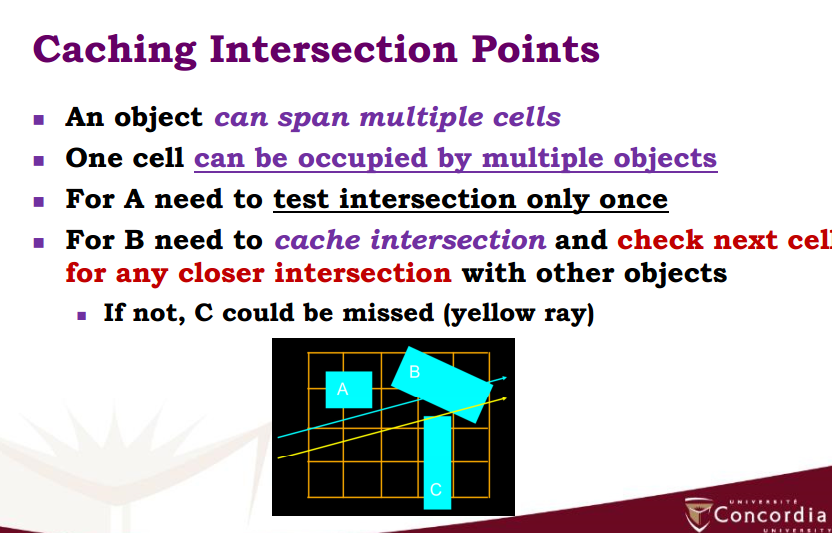 Caching Intersection Points
An object can span multiple cells
One cell can be occupied by multiple objects
For A need to test intersection only once
For B need to cache intersection and check next cell
for any closer intersection with other objects
If not, C could be missed (yellow ray)
A
B
C
UNIVERSITÉ
Concordia
UNIVERSITY